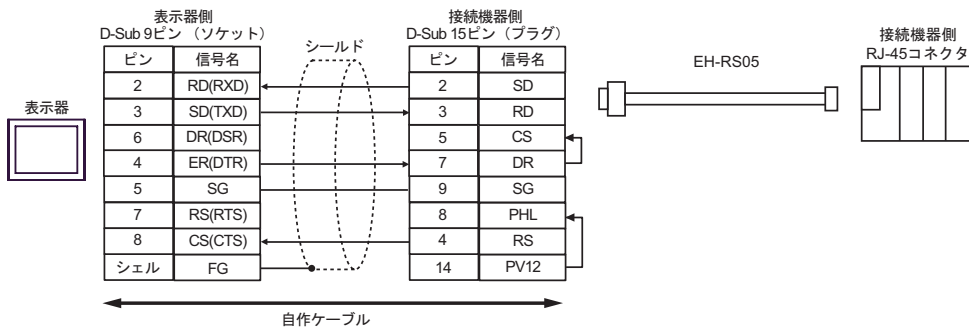 表示器側
D-Sub 9ピン （ソケット）
ピン 信号名
2 RD(RXD)
3 SD(TXD)
6 DR(DSR)
4 ER(DTR)
5 SG
7 RS(RTS)
8 CS(CTS)
シェル FG
シールド
接続機器側
D-Sub 15ピン （プラグ）
ピン 信号名
2 SD
3 RD
5 CS
7 DR
9 SG
8 PHL
4 RS
14 PV12
EH-RS05
接続機器側
RJ-45コネクタ
表示器
自作ケーブル